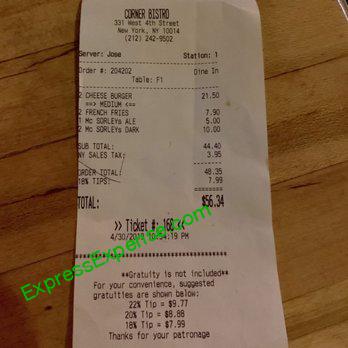 CORNER BISTRO
331 West 4th Street
New York, NY 10014
(212) 242-9502
Server: Jose Station: 1
Order #: 204202 Dine In
Table: F1
2 CHEESE BURGER 21.50
==> MEDIUM <==
2 FRENCH FRIES 7.90
1 Mc SORLEYs ALE 5.00
2 Mc SORLEYs DARK 10.00
SUB TOTAL: 44.40
NY SALES TAX: 3.95
ORDER TOTAL: 48.35
18% TIPS: 7.99
TOTAL: $56.34
>> Ticket #: 168 <<
4/30/2019 10:54:19 PM
ExpressExpense.com
**Gratuity is not included**
For your convenience, suggested
gratuities are shown below:
22% Tip = $9.77
20% Tip = $8.88
18% Tip = $7.99
Thanks for your patronage